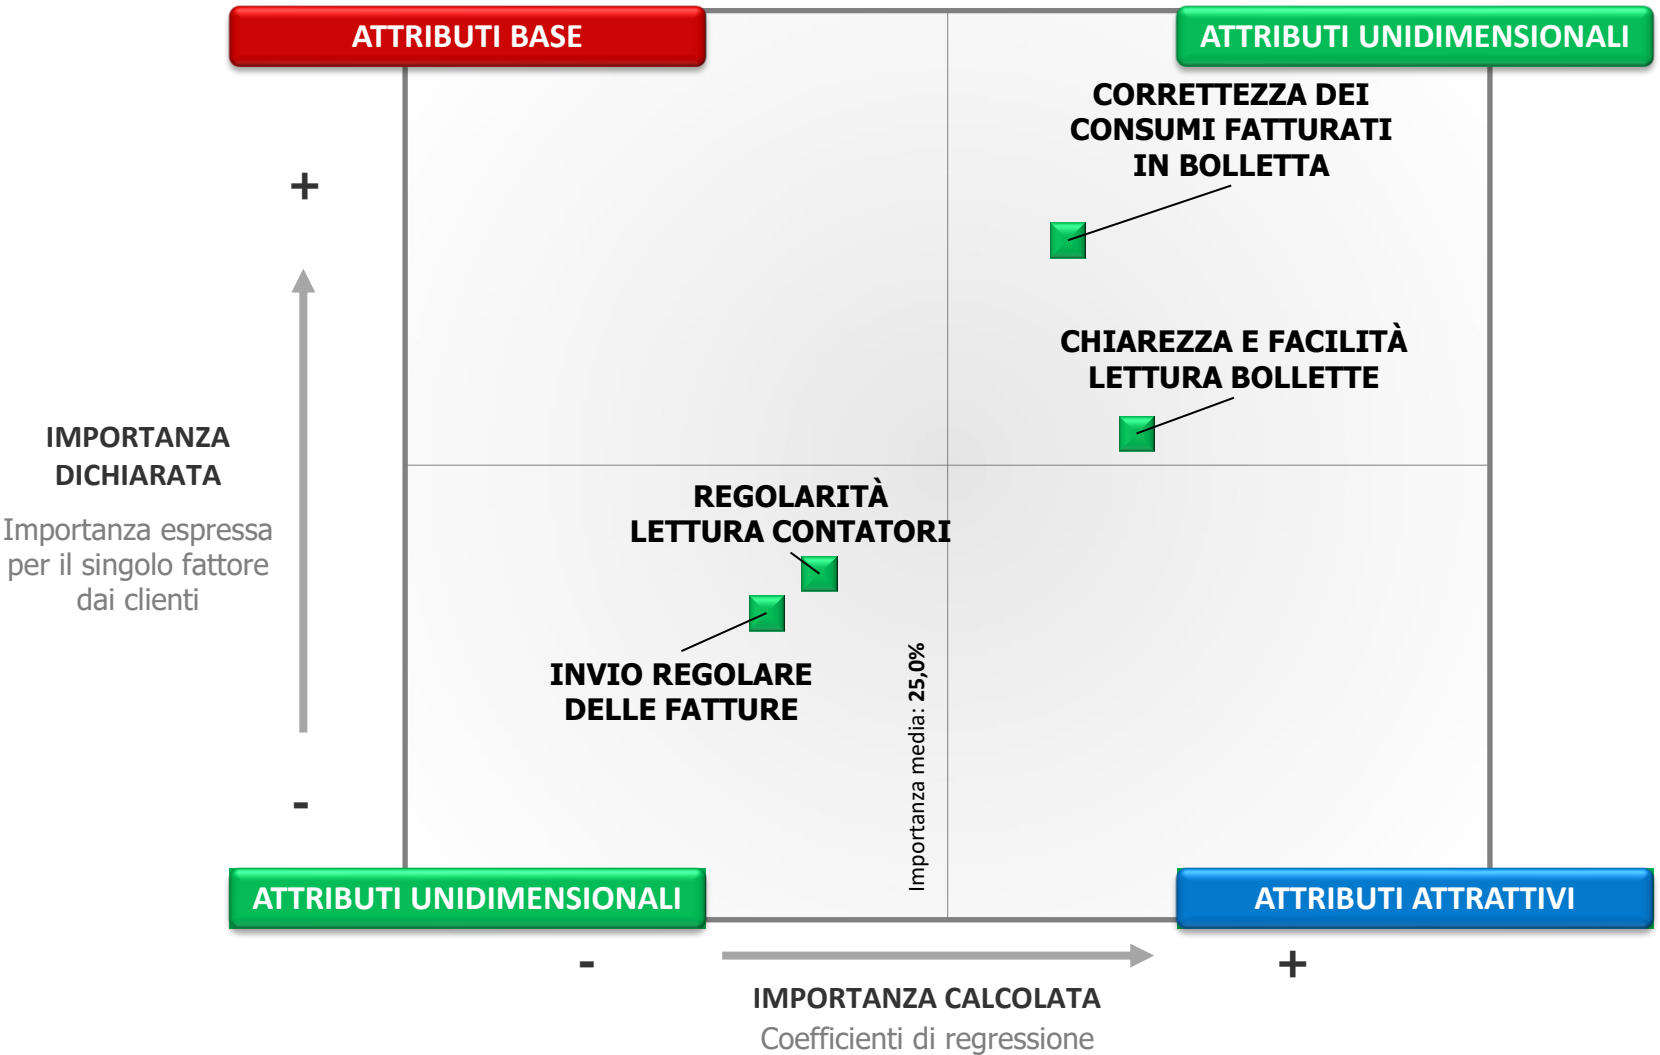 ATTRIBUTI BASE
ATTRIBUTI UNIDIMENSIONALI
CORRETTEZZA DEI
CONSUMI FATTURATI
IN BOLLETTA
+
CHIAREZZA E FACILITÀ
LETTURA BOLLETTE
IMPORTANZA
DICHIARATA
Importanza espressa
per il singolo fattore
dai clienti
REGOLARITÀ
LETTURA CONTATORI
INVIO REGOLARE
DELLE FATTURE
Importanza media: 25,0%
-
ATTRIBUTI UNIDIMENSIONALI
ATTRIBUTI ATTRATTIVI
-
+
IMPORTANZA CALCOLATA
Coefficienti di regressione